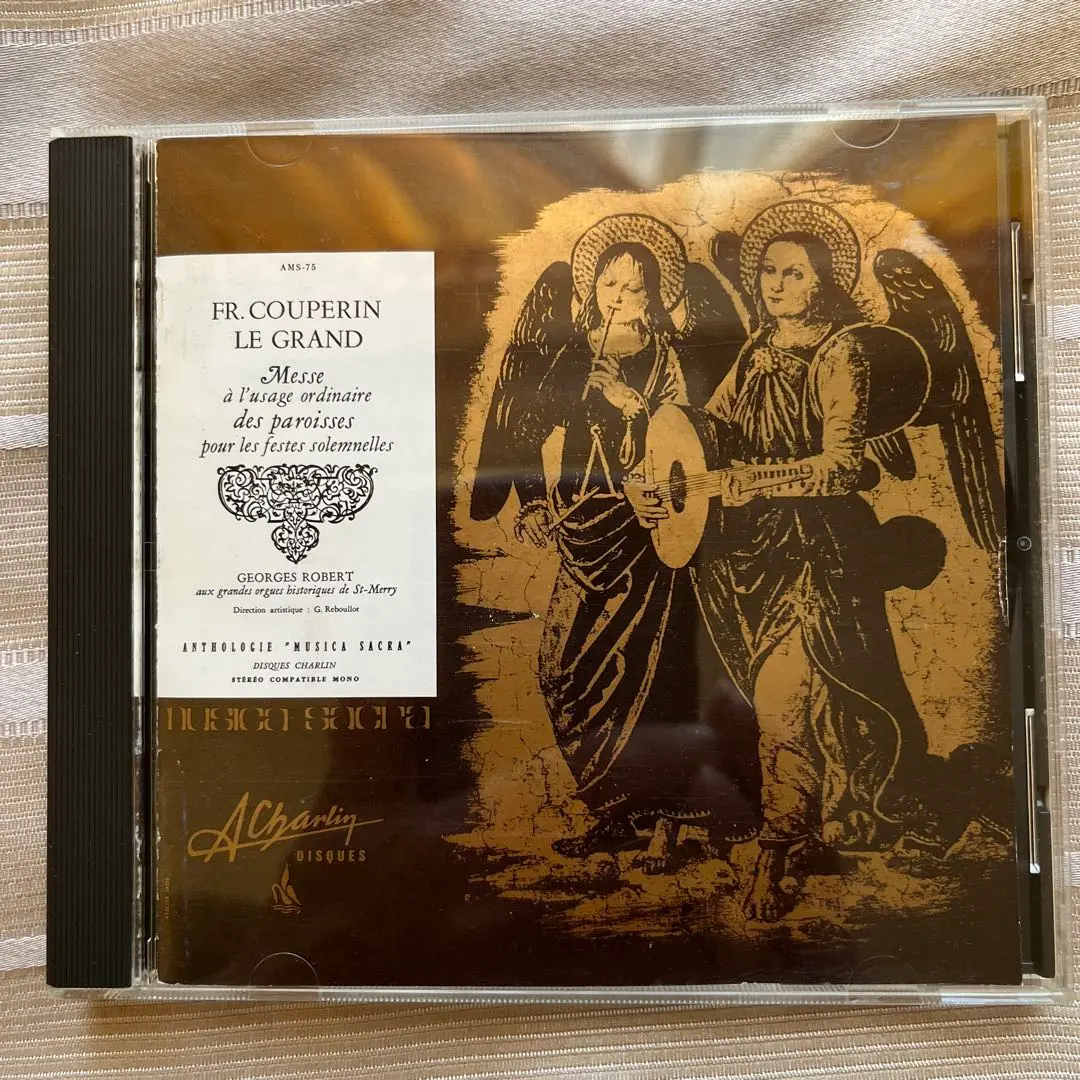 AMS-75
FR. COUPERIN
LE GRAND
Messe
à l'usage ordinaire
des paroisses
pour les festes solemnelles
GEORGES ROBERT
aux grandes orgues historiques de St-Merry
Direction artistique : G. Reboullot
ANTHOLOGIE "MUSICA SACRA"
DISQUES CHARLIN
STÉRÉO COMPATIBLE MONO
musica sacra
ACharlin
DISQUES